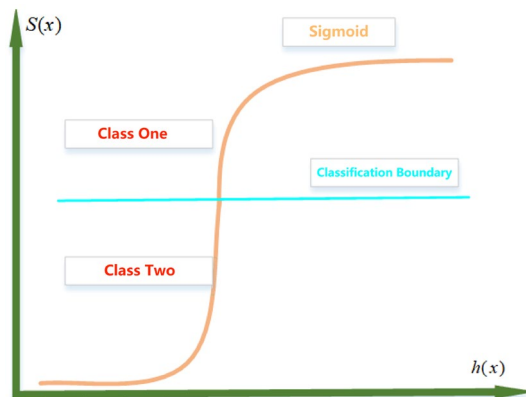 S(x)
Sigmoid
Class One
Classification Boundary
Class Two
h(x)